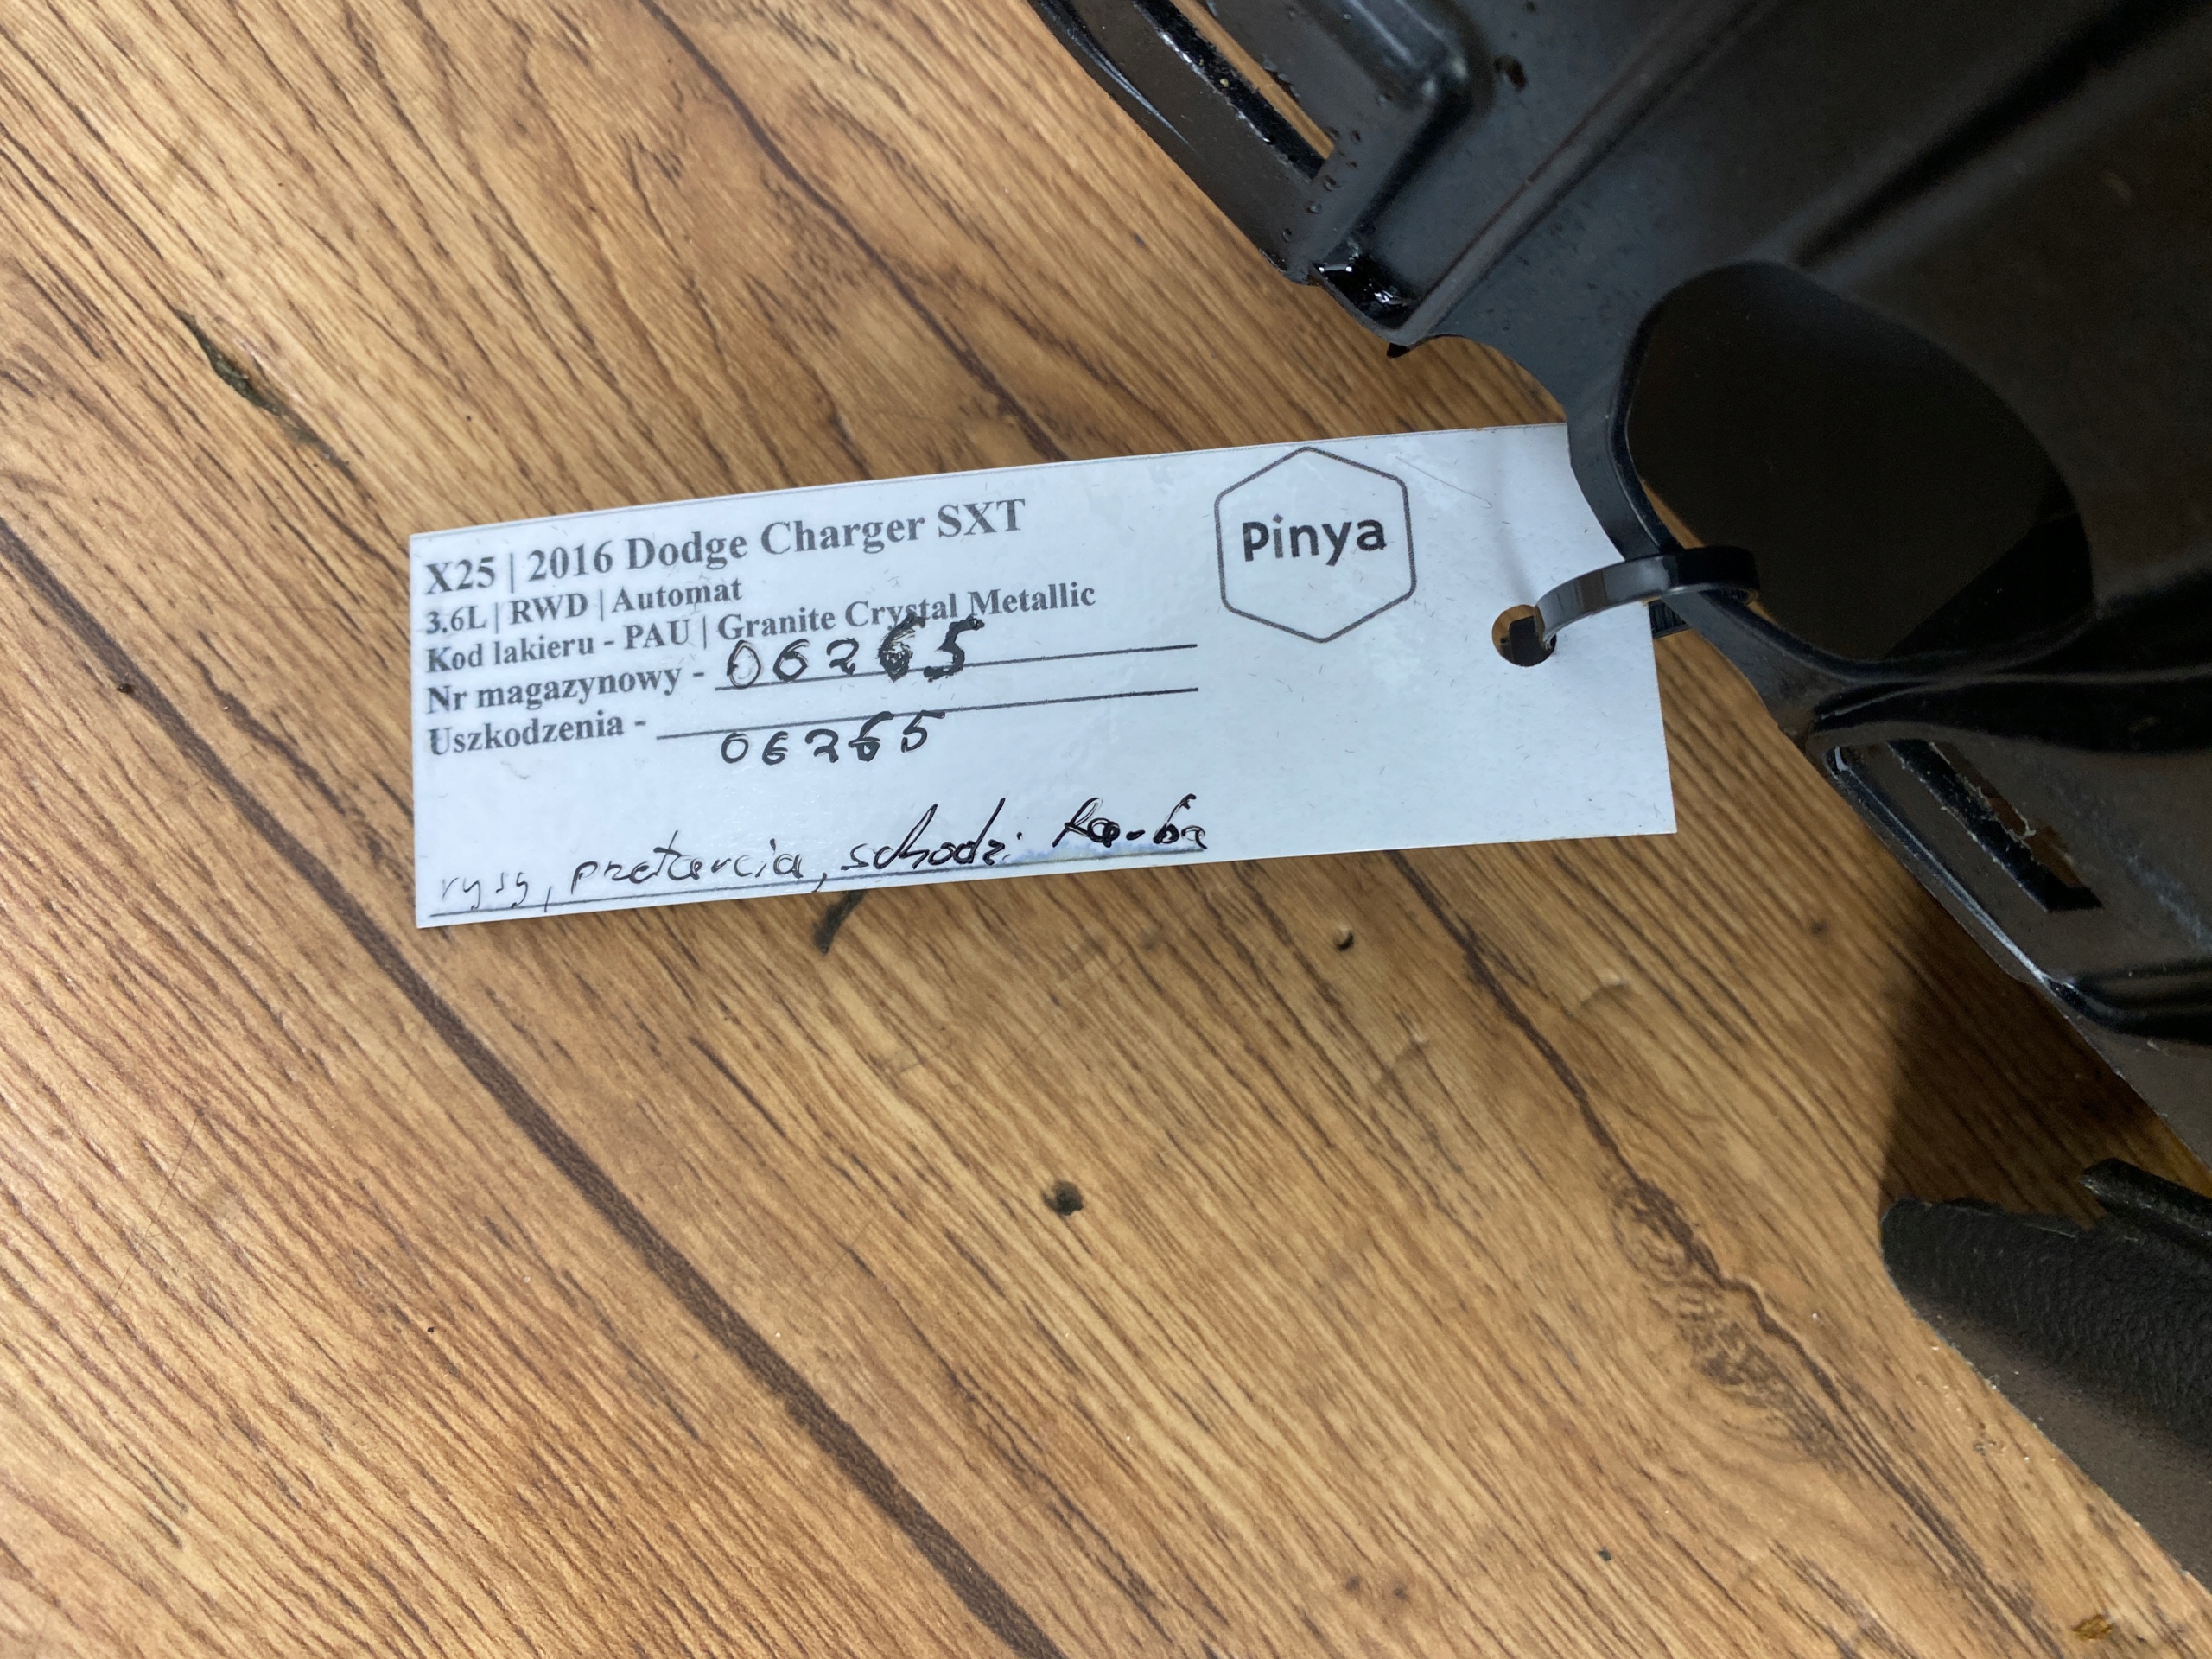 X25 | 2016 Dodge Charger SXT
3.6L | RWD | Automat
Kod lakieru - PAU | Granite Crystal Metallic
Nr magazynowy - 06265
Uszkodzenia -
06265
rysy, przetarcia, schodzi farba
Pinya